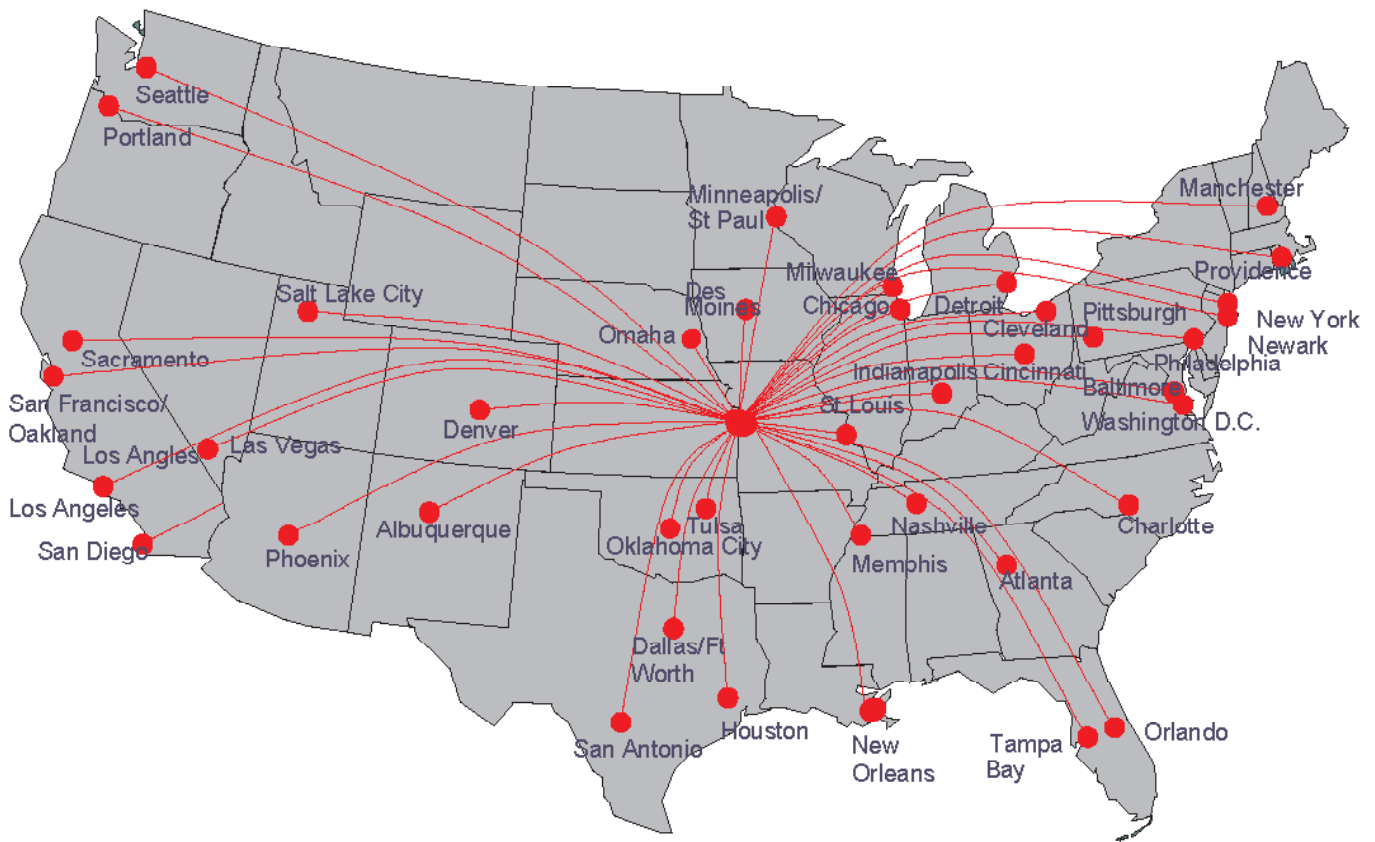 Seattle
Portland
Minneapolis/
St Paul
Manchester
Milwaukee
Providence
Salt Lake City
Des
Moines
Chicago
Detroit
Pittsburgh
New York
Omaha
Cleveland
Newark
Sacramento
Philadelphia
Indianapolis
Cincinnati
Baltimore
San Francisco/
Oakland
St Louis
Washington D.C.
Denver
Las Vegas
Los Angles
Los Angeles
Albuquerque
Tulsa
Nashville
Charlotte
San Diego
Phoenix
Oklahoma City
Memphis
Atlanta
Dallas/Ft
Worth
Houston
San Antonio
New
Orleans
Tampa
Bay
Orlando